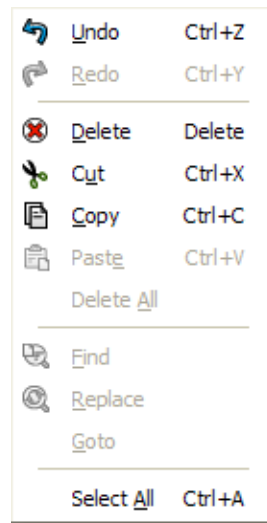 Undo Ctrl+Z
Redo Ctrl+Y
Delete Delete
Cut Ctrl+X
Copy Ctrl+C
Paste Ctrl+V
Delete All
Find
Replace
Goto
Select All Ctrl+A